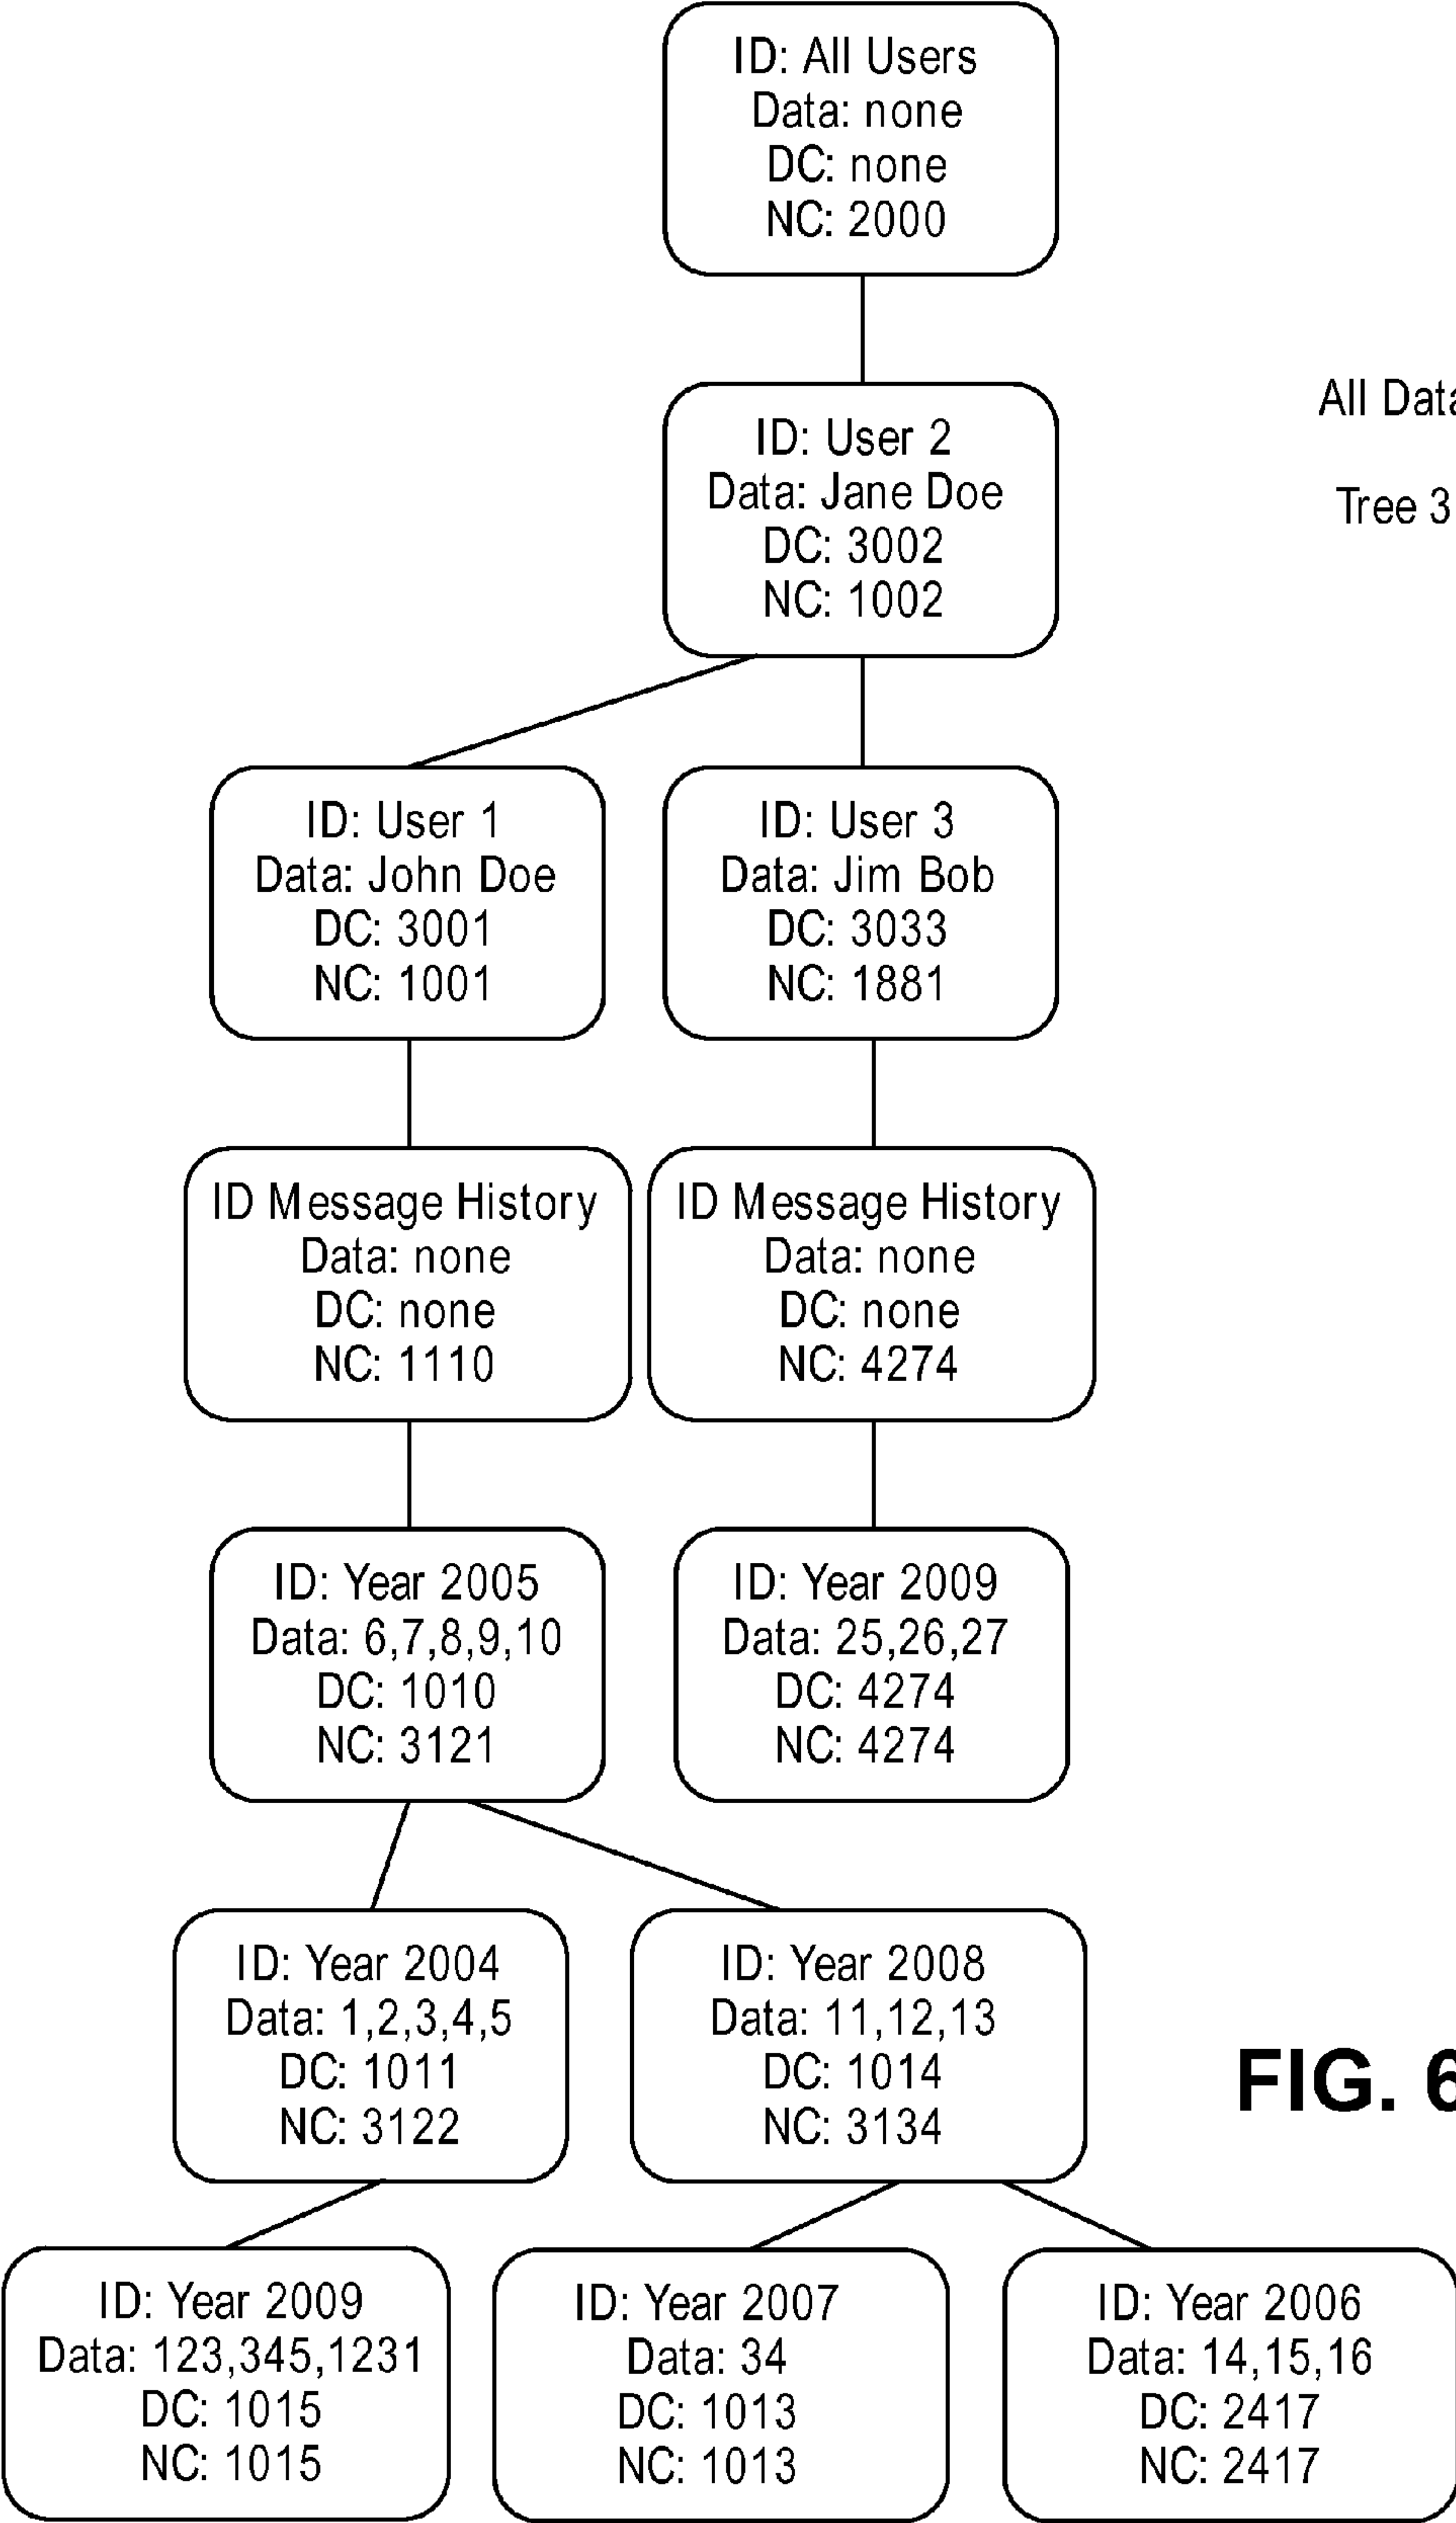 ID: All Users
Data: none
DC: none
NC: 2000
All Data
Tree 3
ID: User 2
Data: Jane Doe
DC: 3002
NC: 1002
ID: User 1
Data: John Doe
DC: 3001
NC: 1001
ID: User 3
Data: Jim Bob
DC: 3033
NC: 1881
ID Message History
Data: none
DC: none
NC: 1110
ID Message History
Data: none
DC: none
NC: 4274
ID: Year 2005
Data: 6,7,8,9,10
DC: 1010
NC: 3121
ID: Year 2009
Data: 25,26,27
DC: 4274
NC: 4274
ID: Year 2004
Data: 1,2,3,4,5
DC: 1011
NC: 3122
ID: Year 2008
Data: 11,12,13
DC: 1014
NC: 3134
FIG. 6
ID: Year 2009
Data: 123,345,1231
DC: 1015
NC: 1015
ID: Year 2007
Data: 34
DC: 1013
NC: 1013
ID: Year 2006
Data: 14,15,16
DC: 2417
NC: 2417